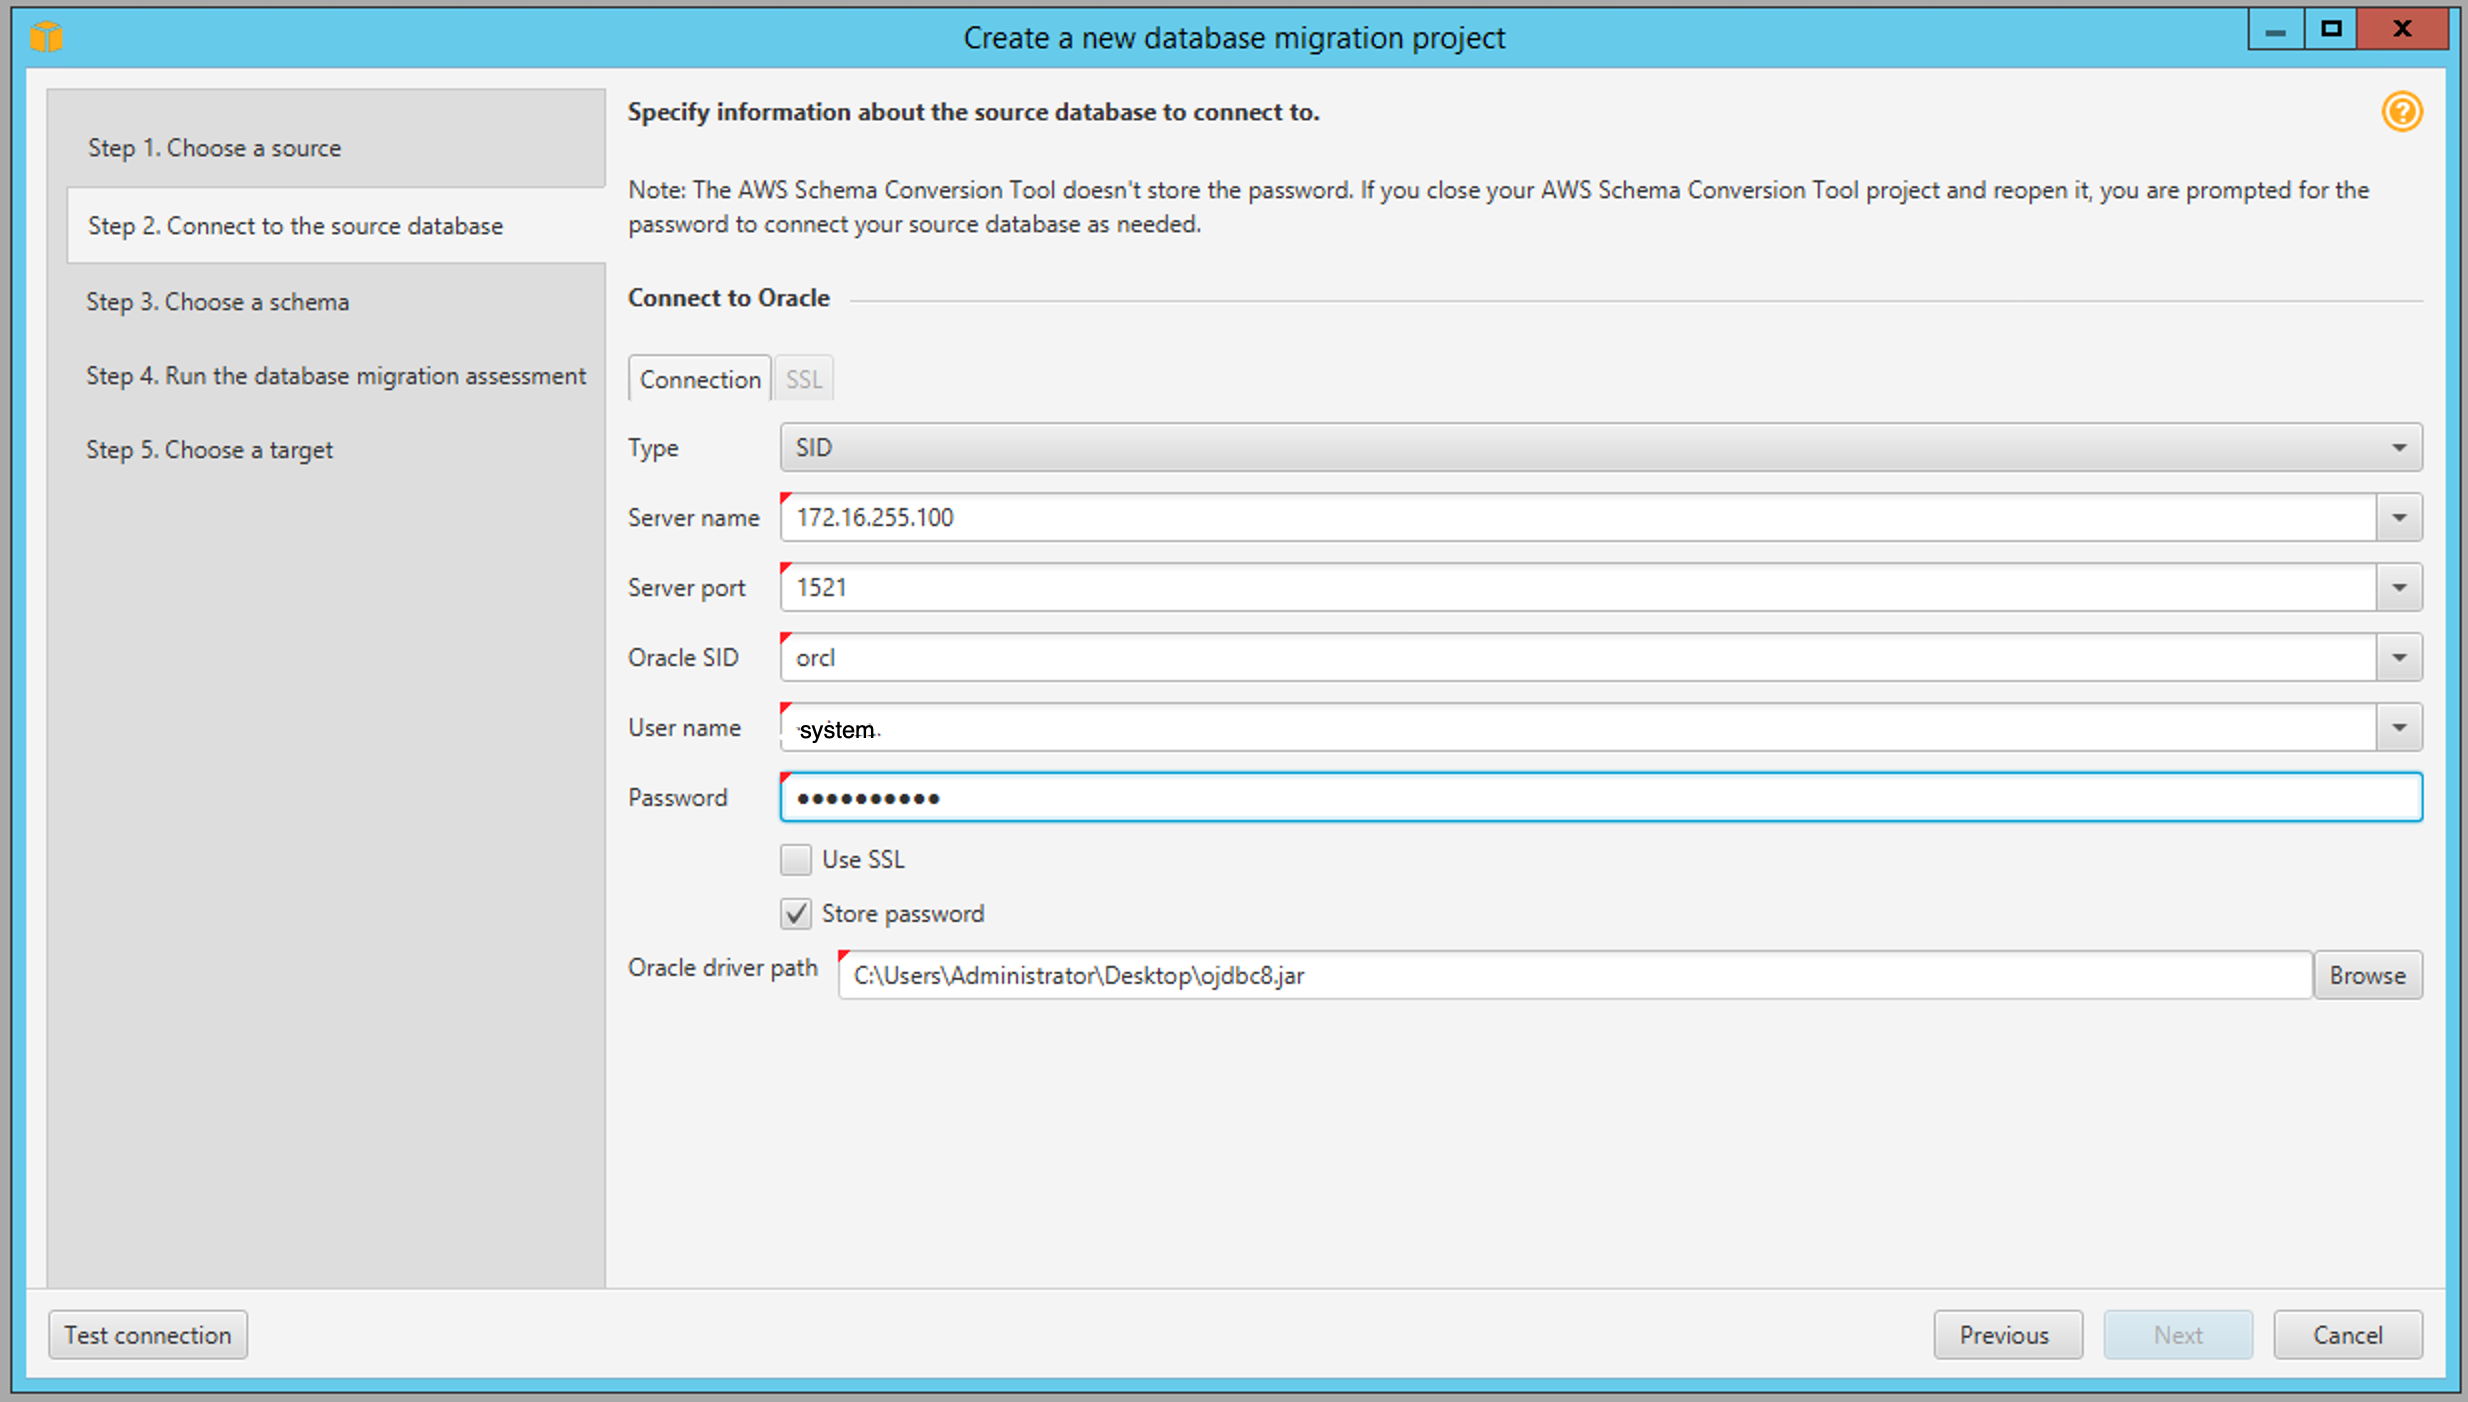 Create a new database migration project
Step 1. Choose a source
Step 2. Connect to the source database
Step 3. Choose a schema
Step 4. Run the database migration assessment
Step 5. Choose a target
Specify information about the source database to connect to.
Note: The AWS Schema Conversion Tool doesn't store the password. If you close your AWS Schema Conversion Tool project and reopen it, you are prompted for the
password to connect your source database as needed.
Connect to Oracle
Connection SSL
Type SID
Server name 172.16.255.100
Server port 1521
Oracle SID orcl
User name system
Password ••••••••••
Use SSL
Store password
Oracle driver path C:\Users\Administrator\Desktop\ojdbc8.jar Browse
Test connection Previous Next Cancel